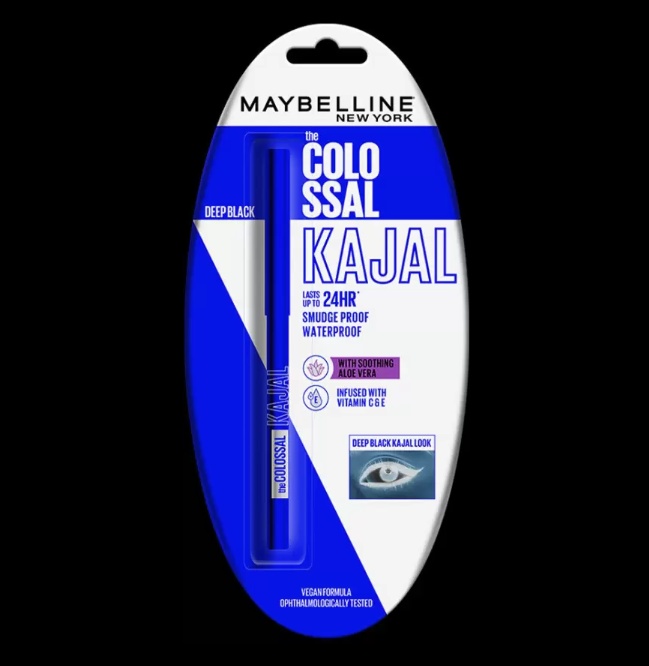 MAYBELLINE
NEW YORK
the
COLO
SSAL
DEEP BLACK
KAJAL
LASTS
UP TO 24HR*
SMUDGE PROOF
WATERPROOF
WITH SOOTHING
ALOE VERA
E
INFUSED WITH
VITAMIN C & E
KAJAL
the COLOSSAL
DEEP BLACK KAJAL LOOK
VEGAN FORMULA
OPHTHALMOLOGICALLY TESTED